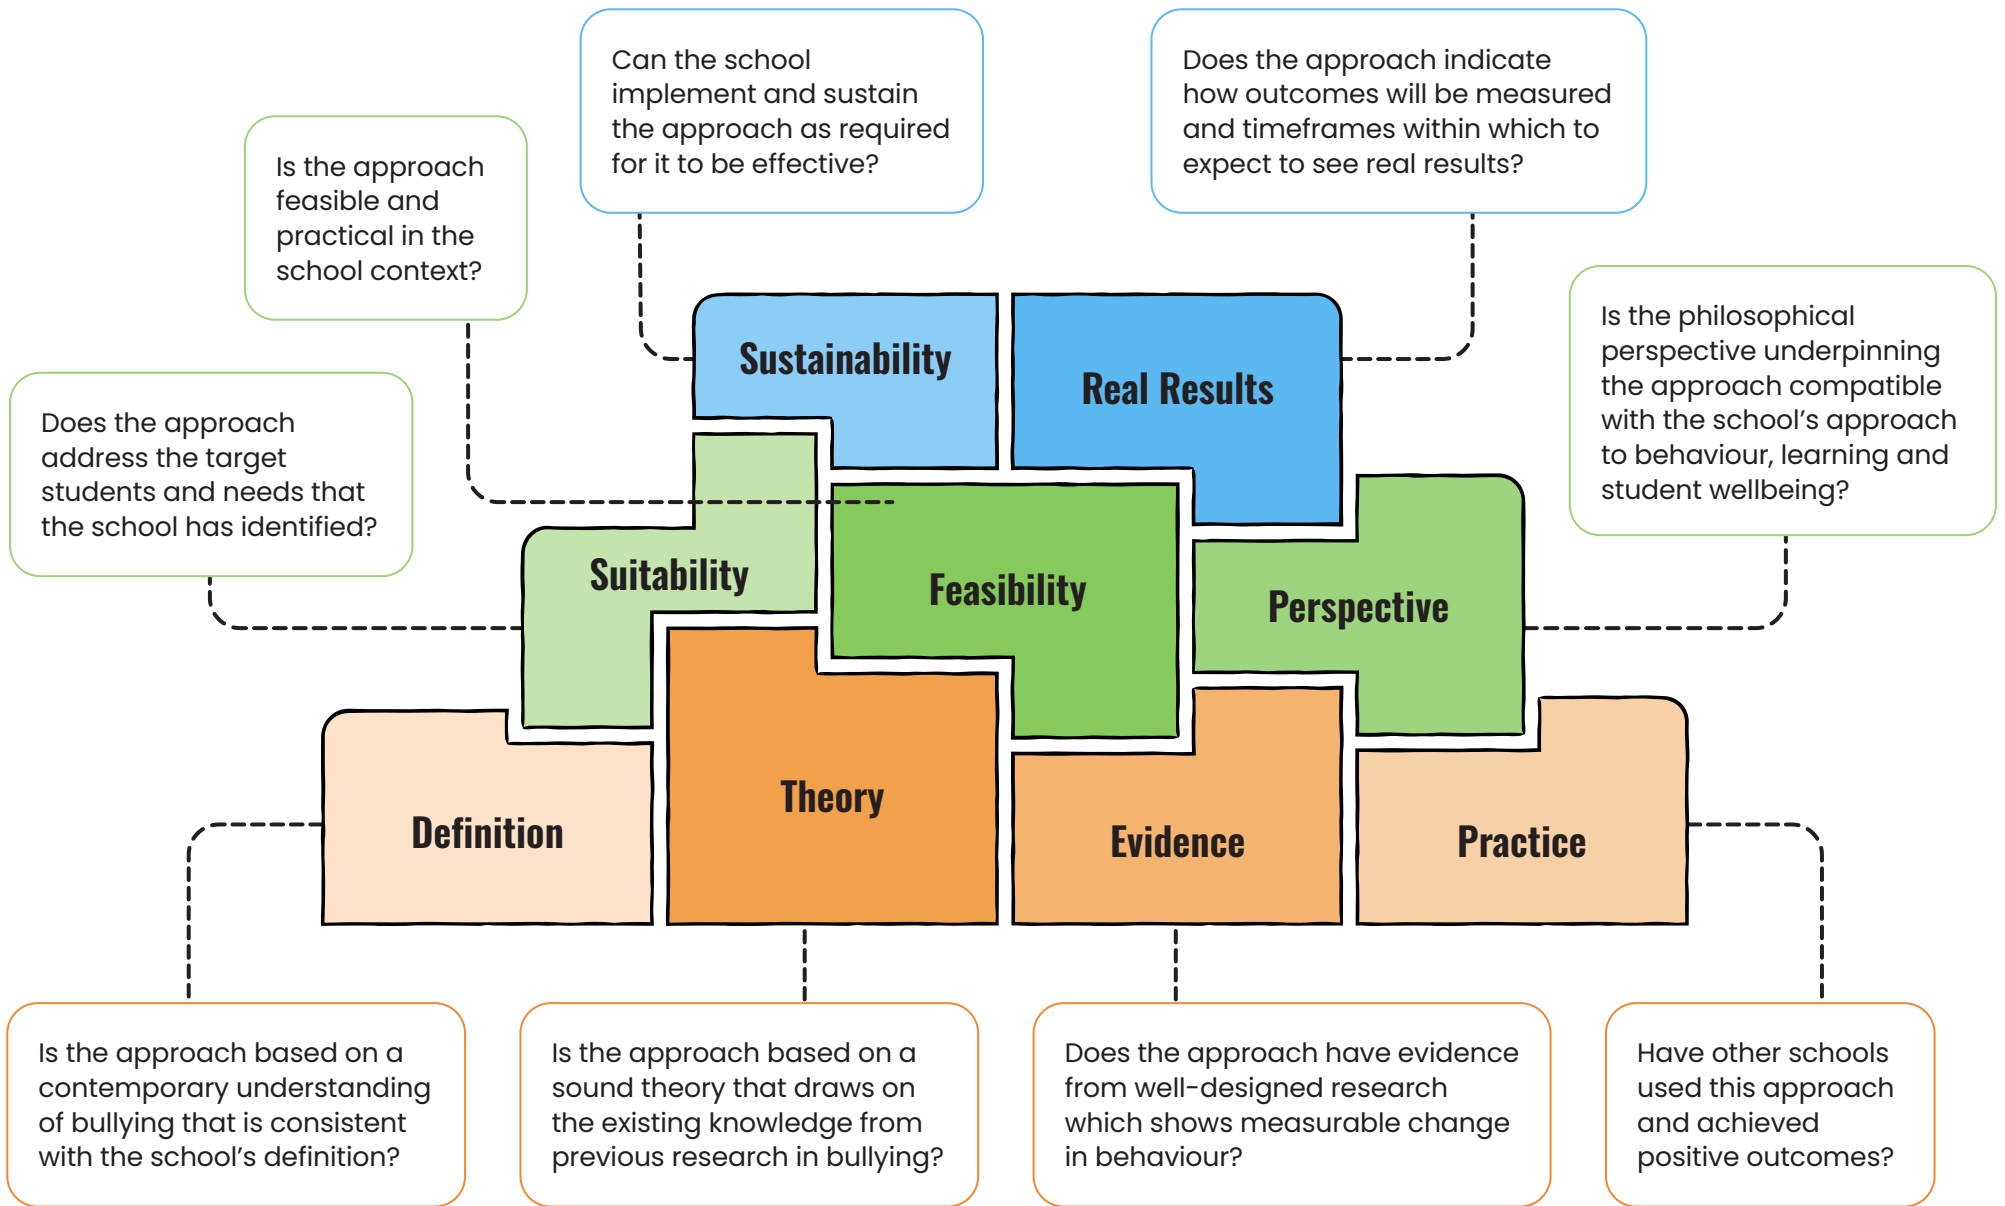 Can the school
implement and sustain
the approach as required
for it to be effective?
Does the approach indicate
how outcomes will be measured
and timeframes within which to
expect to see real results?
Is the approach
feasible and
practical in the
school context?
Is the philosophical
perspective underpinning
the approach compatible
with the school’s approach
to behaviour, learning and
student wellbeing?
Does the approach
address the target
students and needs that
the school has identified?
Sustainability
Real Results
Suitability
Feasibility
Perspective
Definition
Theory
Evidence
Practice
Is the approach based on a
contemporary understanding
of bullying that is consistent
with the school’s definition?
Is the approach based on a
sound theory that draws on
the existing knowledge from
previous research in bullying?
Does the approach have evidence
from well-designed research
which shows measurable change
in behaviour?
Have other schools
used this approach
and achieved
positive outcomes?